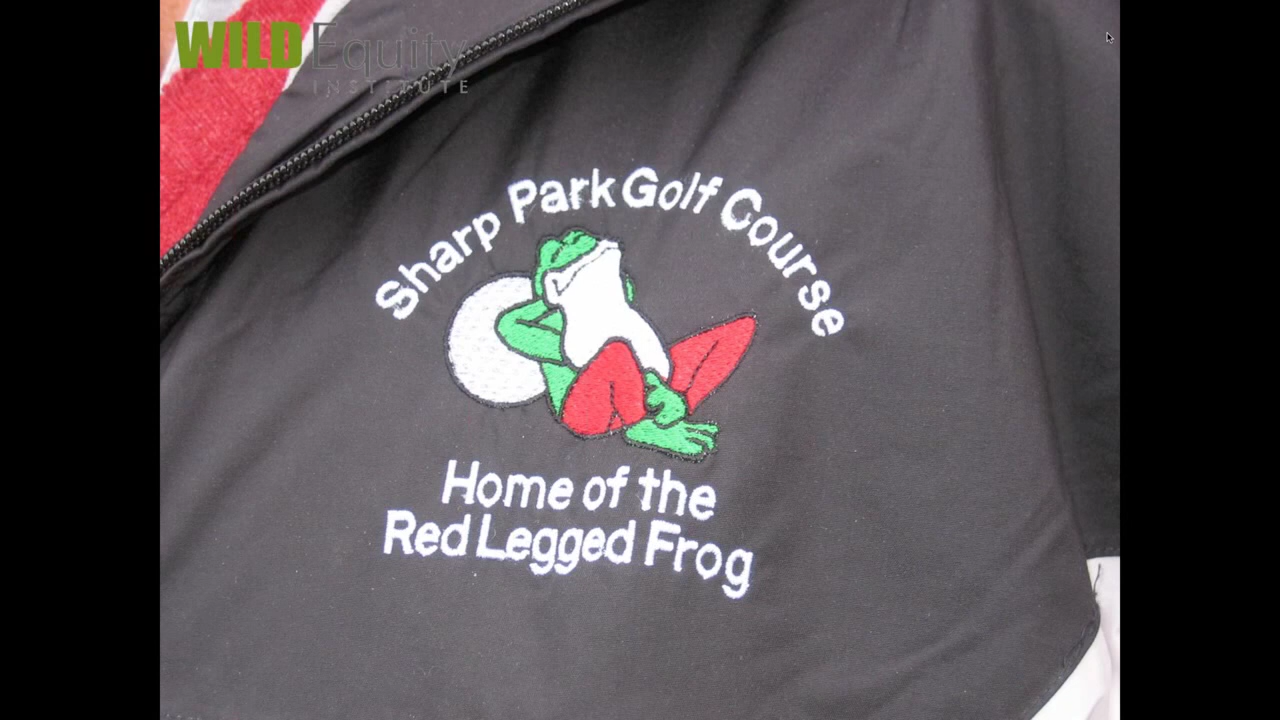 WILD Equity
INSTITUTE
Sharp Park Golf Course
Home of the
Red Legged Frog